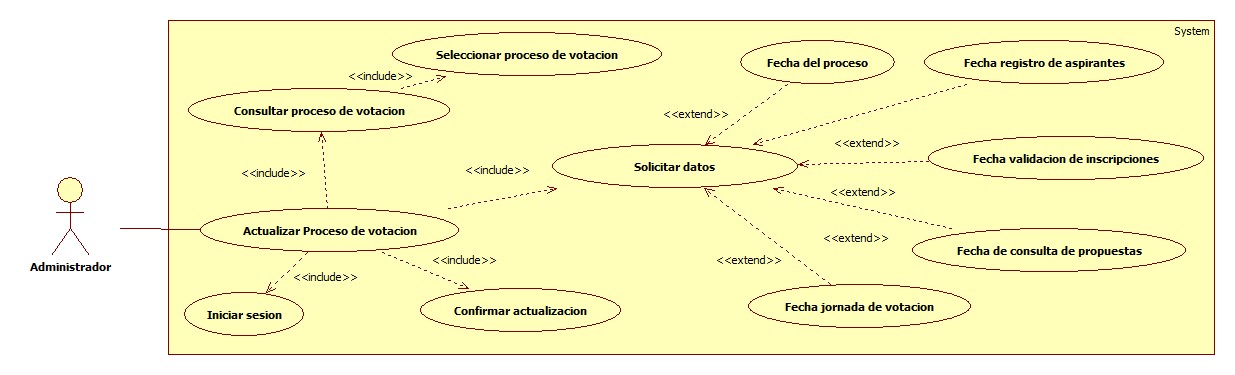 System
Seleccionar proceso de votacion
Fecha del proceso
Fecha registro de aspirantes
<<include>>
Consultar proceso de votacion
<<extend>>
<<extend>>
Fecha validacion de inscripciones
Solicitar datos
<<include>>
<<include>>
<<extend>>
Actualizar Proceso de votacion
<<extend>>
Fecha de consulta de propuestas
Administrador
<<include>>
<<include>>
<<extend>>
Iniciar sesion
Confirmar actualizacion
Fecha jornada de votacion